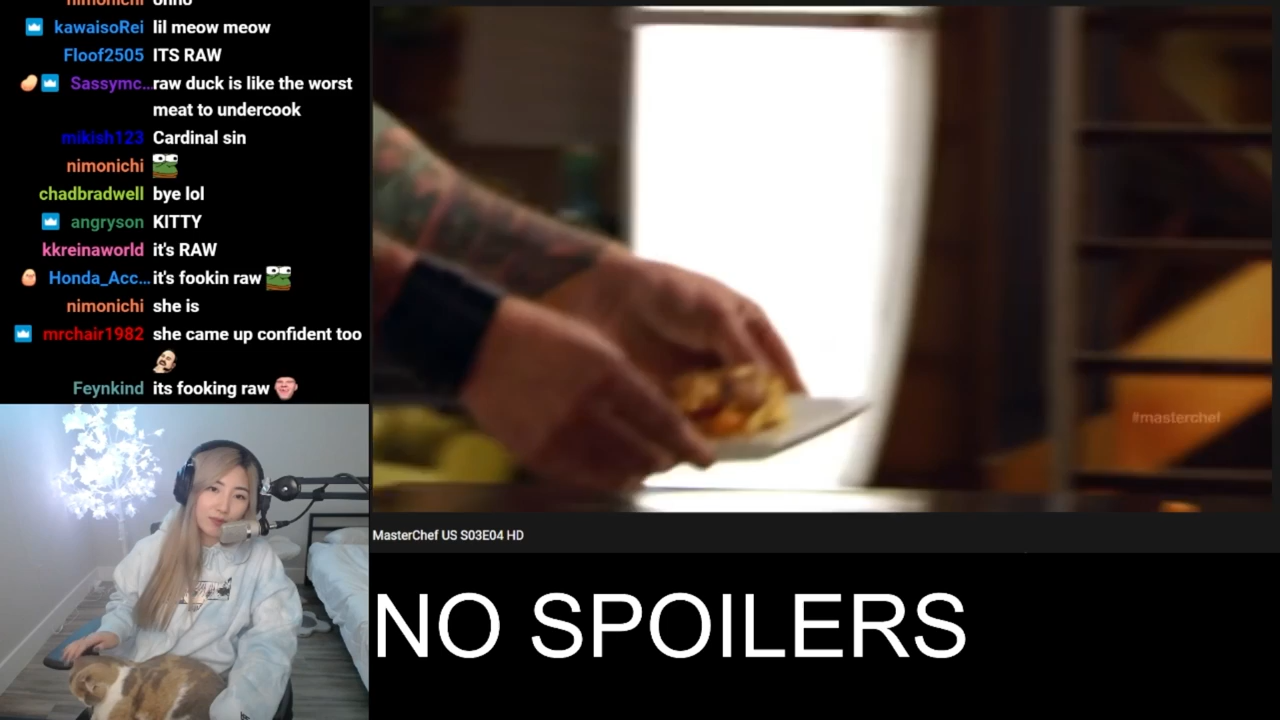 kawaisoRei lil meow meow
Floof2505 ITS RAW
Sassymc... raw duck is like the worst
meat to undercook
mikish123 Cardinal sin
nimonichi
chadbradwell bye lol
angryson KITTY
kkreinaworld it's RAW
Honda_Acc... it's fookin raw
nimonichi she is
mrchair1982 she came up confident too
Feynkind its fooking raw
#masterchef
MasterChef US S03E04 HD
NO SPOILERS